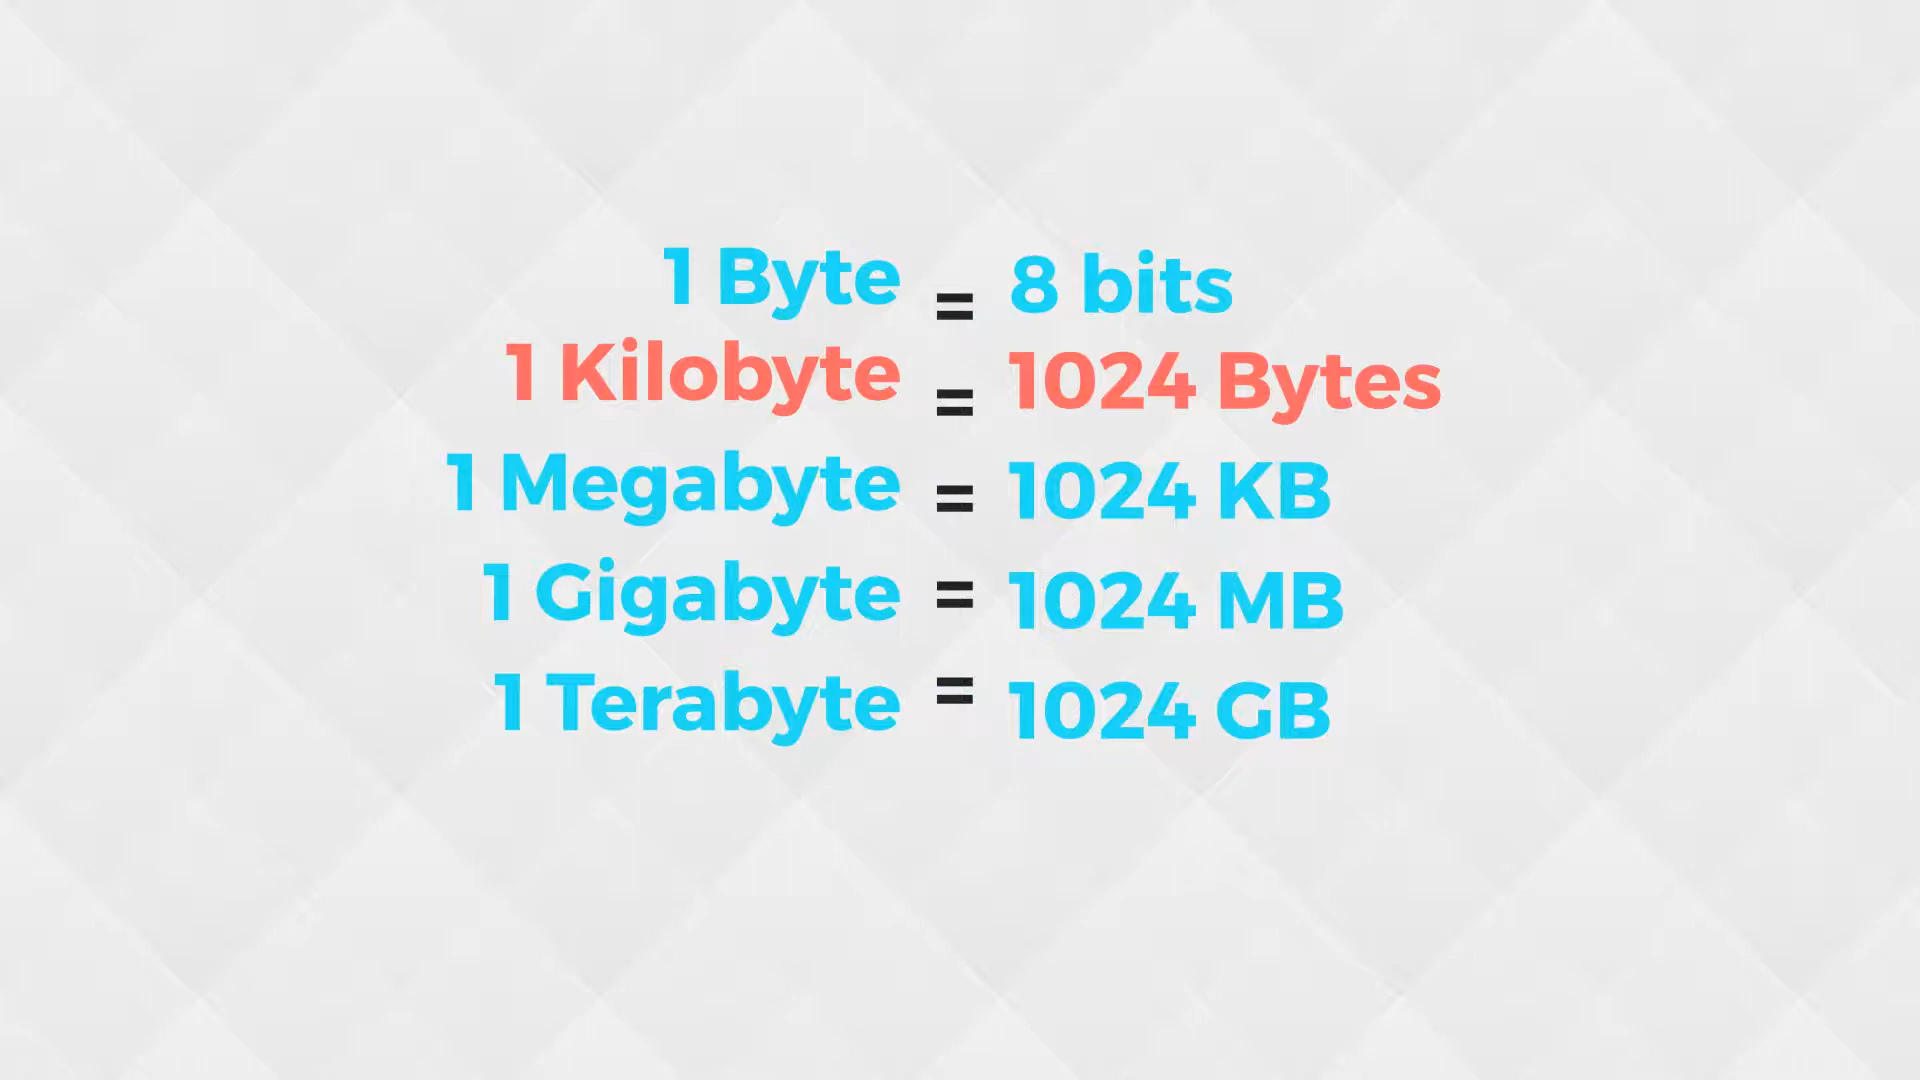 1 Byte = 8 bits
1 Kilobyte = 1024 Bytes
1 Megabyte = 1024 KB
1 Gigabyte = 1024 MB
1 Terabyte = 1024 GB